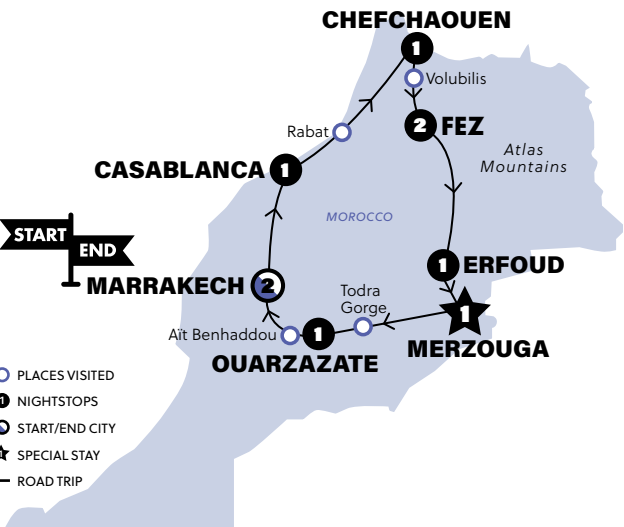 CHEFCHAOUEN
1
Volubilis
2 FEZ
Rabat
Atlas
Mountains
CASABLANCA 1
MOROCCO
START
END
1 ERFOUD
MARRAKECH 2
Todra
Gorge
1
MERZOUGA
Aït Benhaddou
1
OUARZAZATE
PLACES VISITED
1 NIGHTSTOPS
START/END CITY
SPECIAL STAY
ROAD TRIP